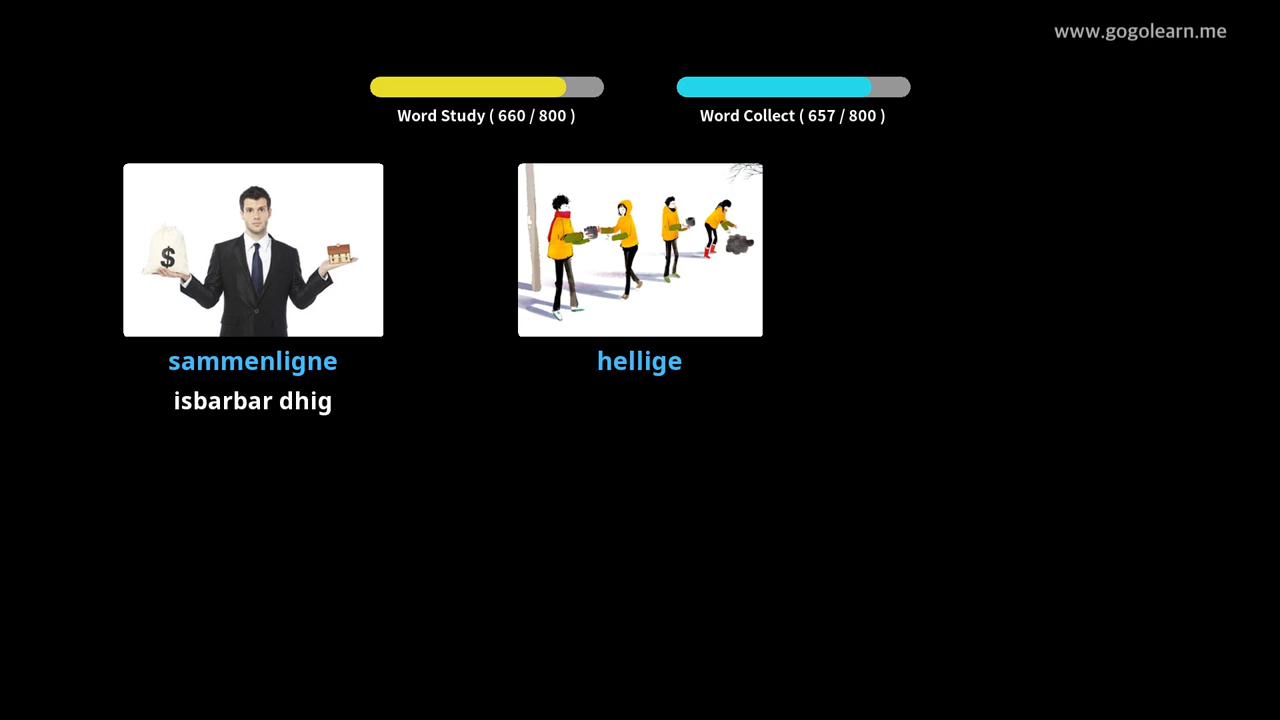 www.gogolearn.me
Word Study ( 660 / 800 )
Word Collect ( 657 / 800 )
$
sammenligne
hellige
isbarbar dhig